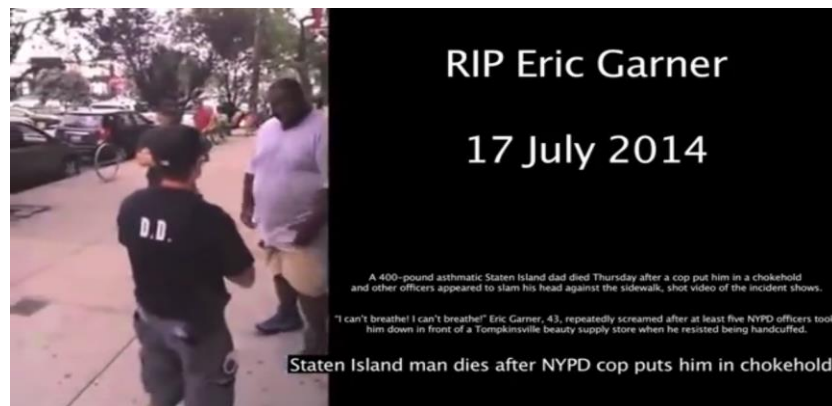 D.D.
RIP Eric Garner
17 July 2014
A 400-pound asthmatic Staten Island dad died Thursday after a cop put him in a chokehold
and other officers appeared to slam his head against the sidewalk, shot video of the incident shows.
"I can't breathe! I can't breathe!" Eric Garner, 43, repeatedly screamed after at least five NYPD officers took
him down in front of a Tompkinsville beauty supply store when he resisted being handcuffed.
Staten Island man dies after NYPD cop puts him in chokehold